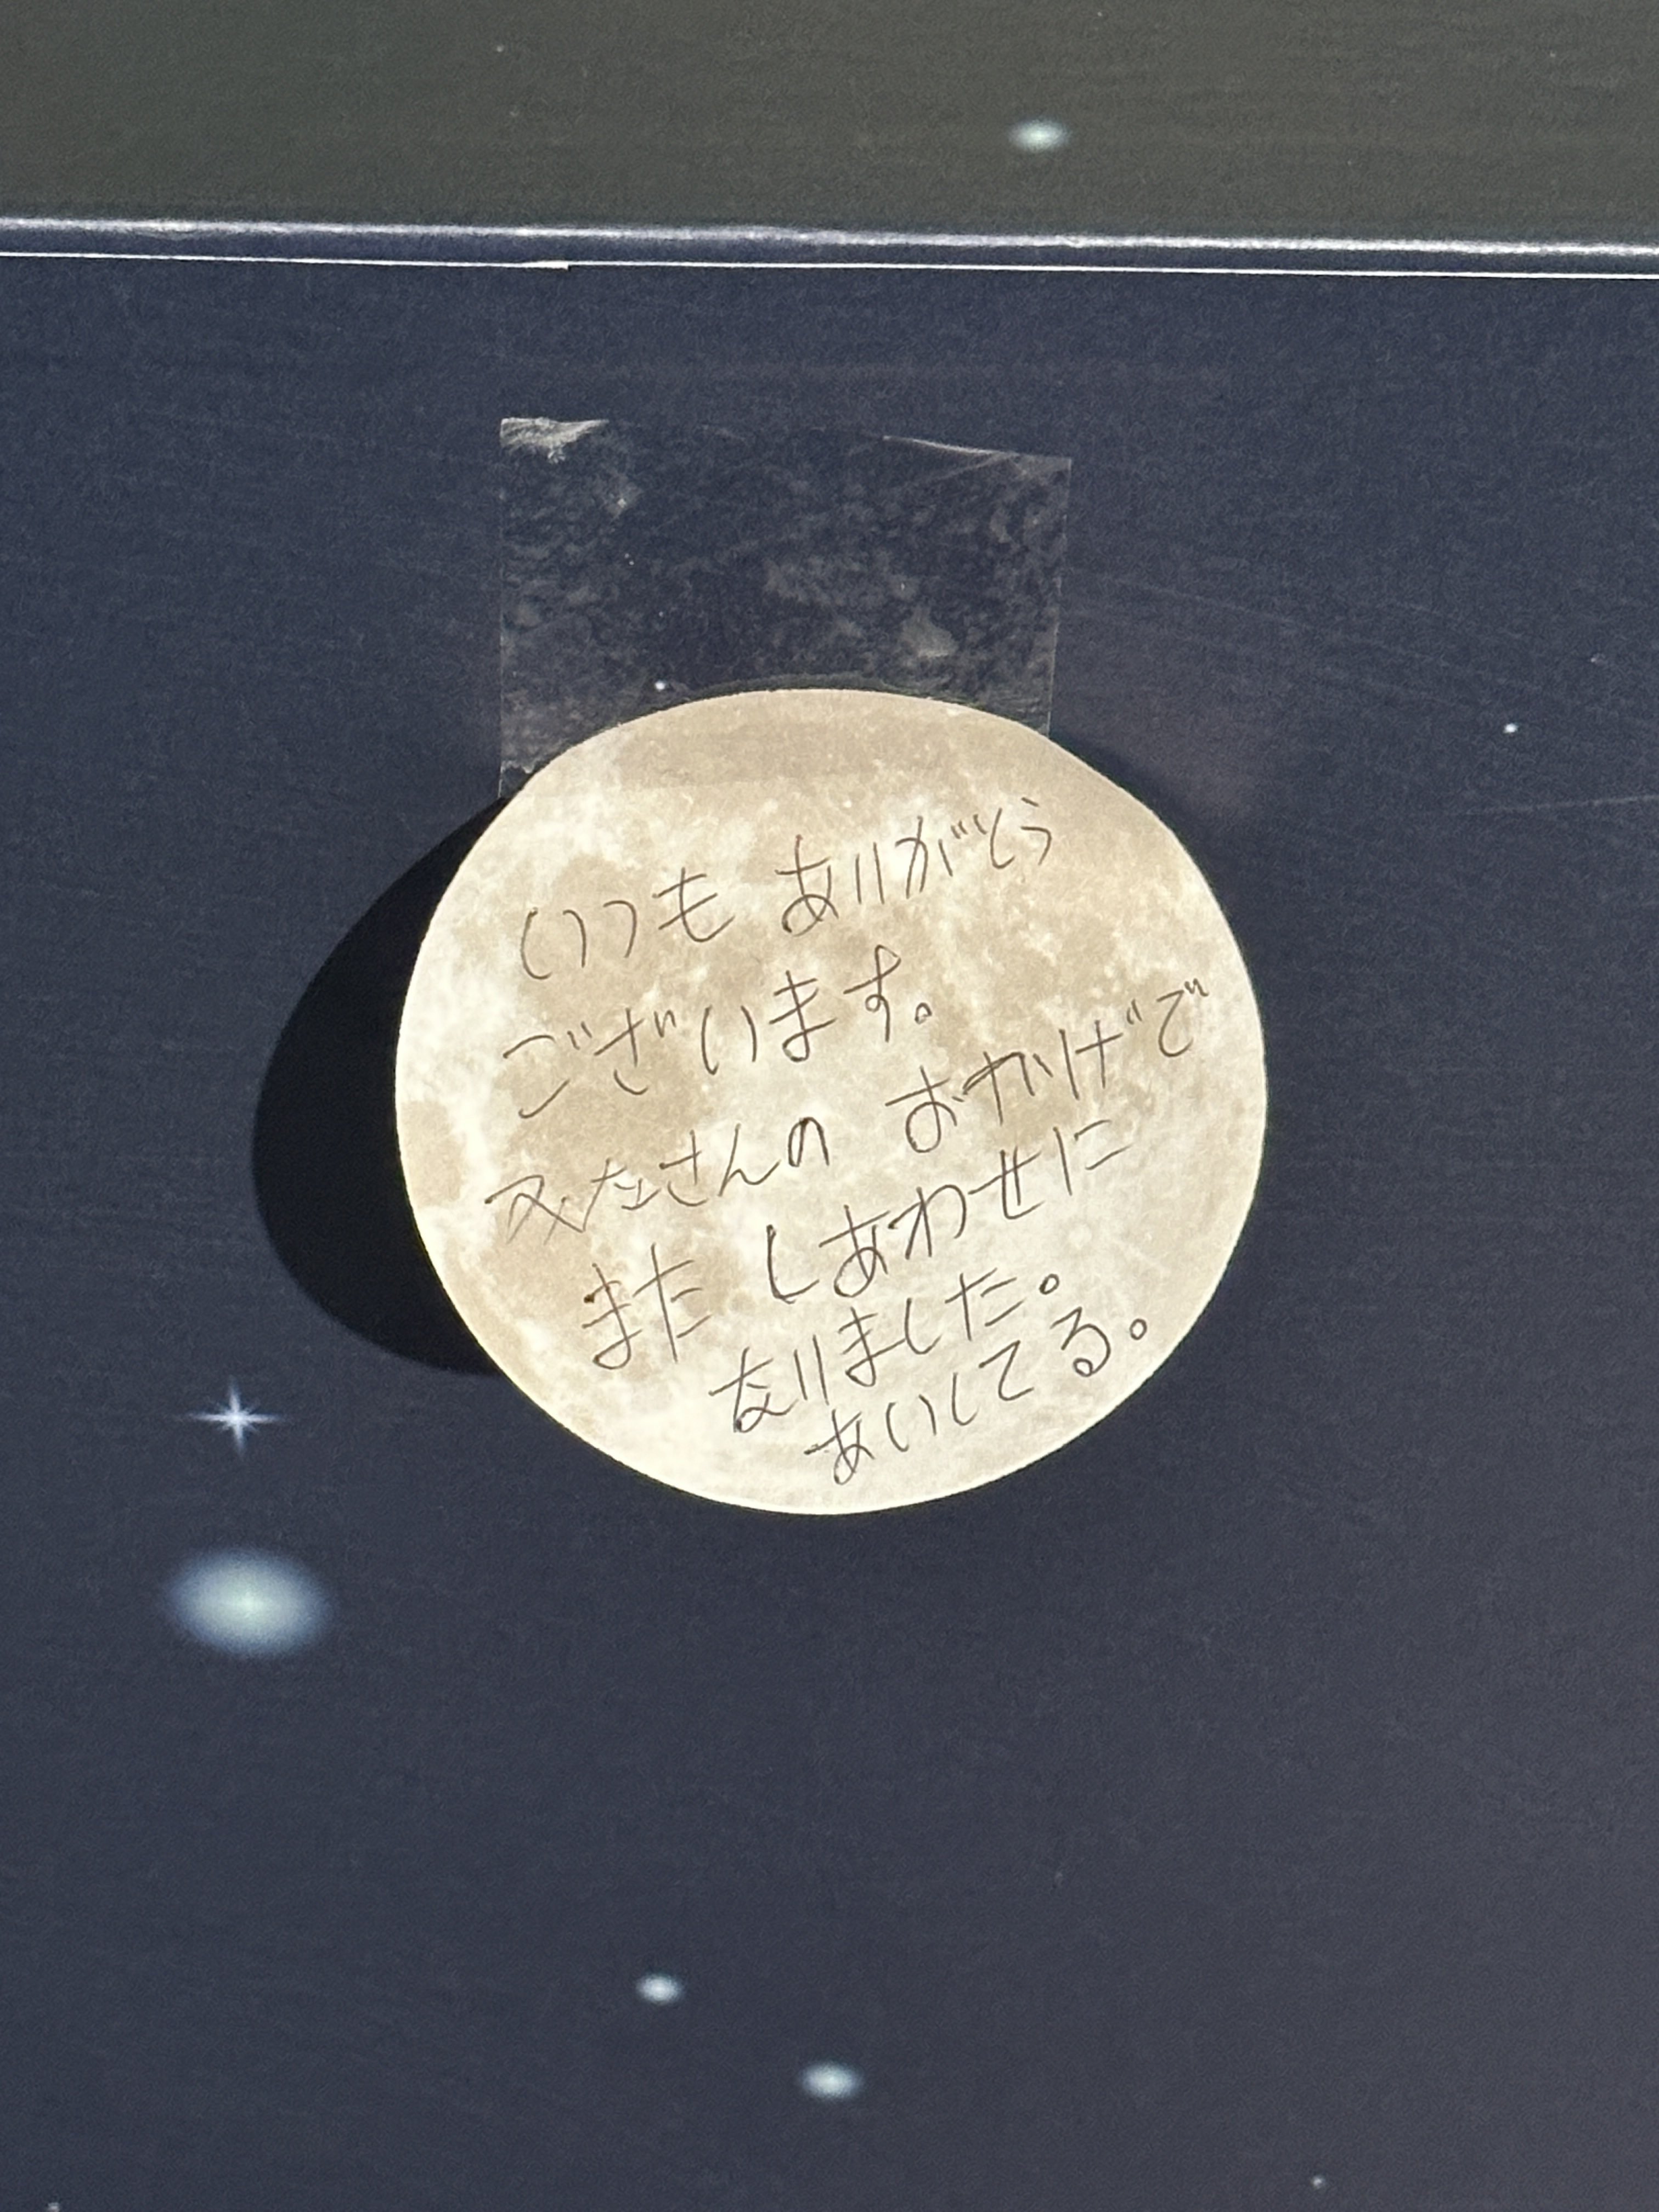 いつも ありがとう
ございます。
みなさんの おかげで
また しあわせに
なりました。
あいしてる。